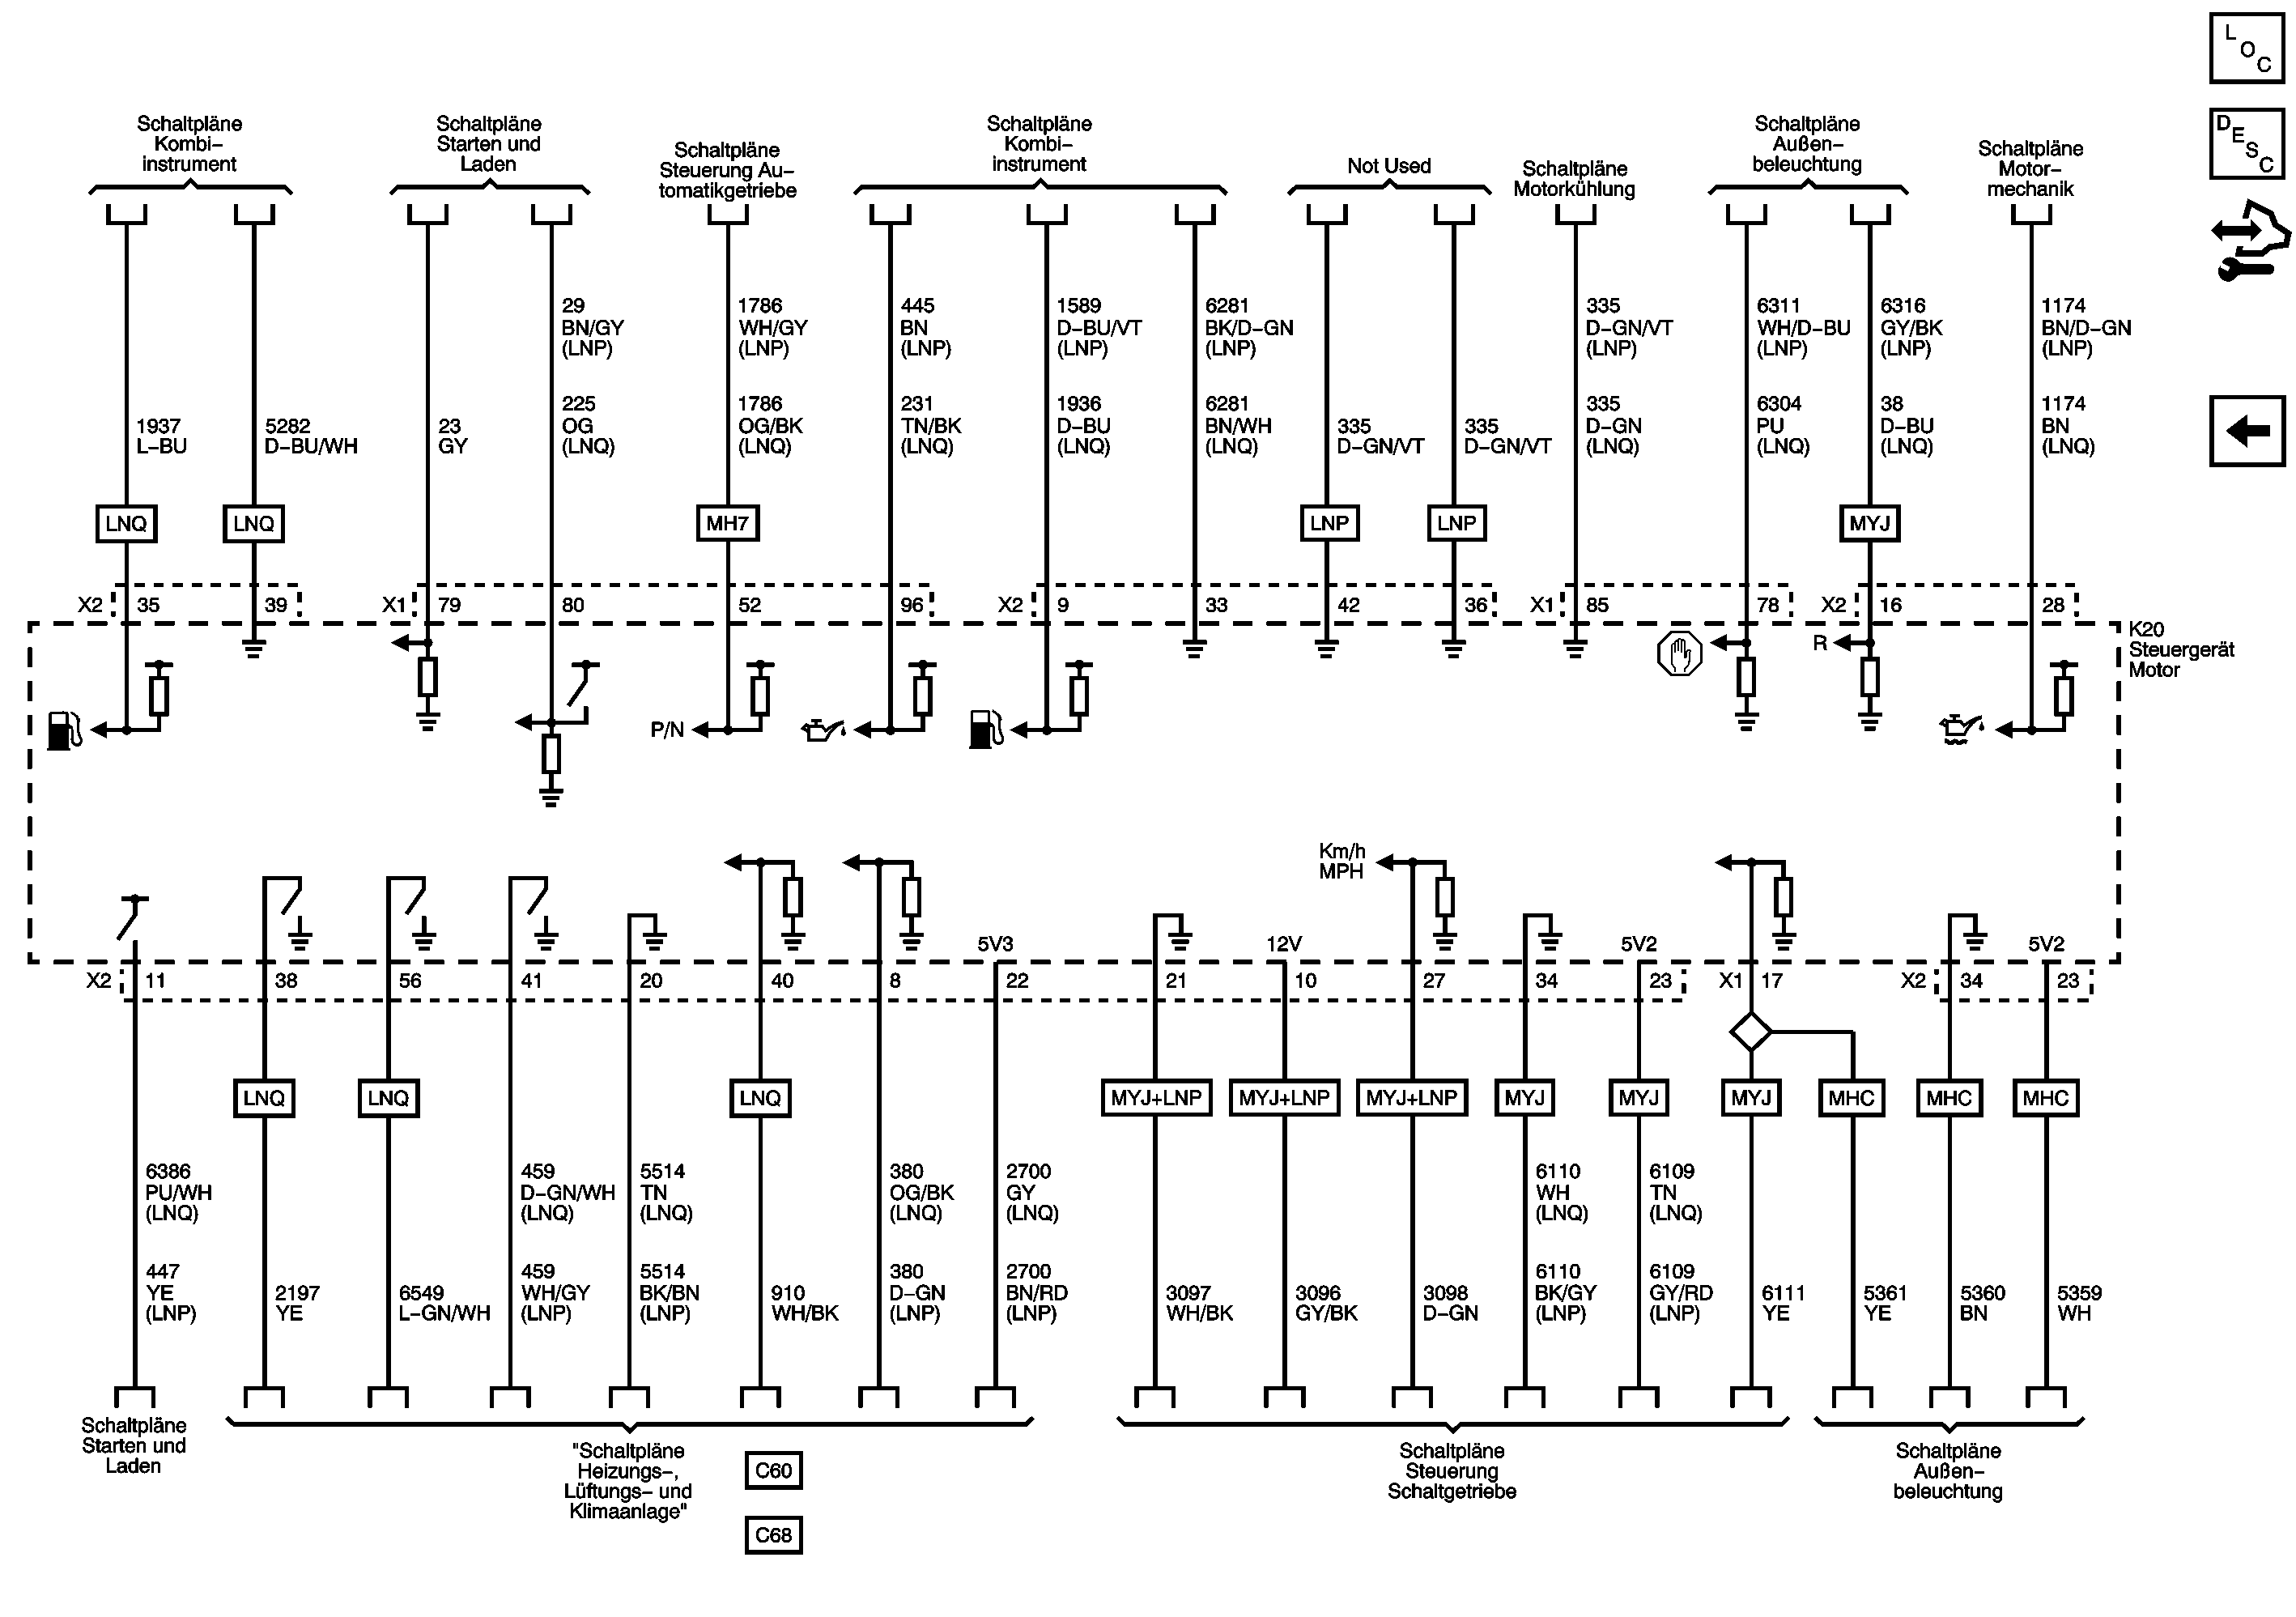 L
O
C
D
E
S
C
Schaltpläne
Kombi–
instrument
Schaltpläne
Starten und
Laden
Schaltpläne
Steuerung Au–
tomatikgetriebe
Schaltpläne
Kombi–
instrument
Not Used
Schaltpläne
Motorkühlung
Schaltpläne
Außen–
beleuchtung
Schaltpläne
Motor–
mechanik
1937
L–BU
5282
D–BU/WH
23
GY
29
BN/GY
(LNP)
225
OG
(LNQ)
1786
WH/GY
(LNP)
1786
OG/BK
(LNQ)
445
BN
(LNP)
231
TN/BK
(LNQ)
1589
D–BU/VT
(LNP)
1936
D–BU
(LNQ)
6281
BK/D–GN
(LNP)
6281
BN/WH
(LNQ)
335
D–GN/VT
335
D–GN/VT
335
D–GN/VT
(LNP)
335
D–GN
(LNQ)
6311
WH/D–BU
(LNP)
6304
PU
(LNQ)
6316
GY/BK
(LNP)
38
D–BU
(LNQ)
1174
BN/D–GN
(LNP)
1174
BN
(LNQ)
LNQ
LNQ
MH7
LNP
LNP
MYJ
X2 35 39 X1 79 80 52 96 X2 9 33 42 36 X1 85 78 X2 16 28
K20
Steuergerät
Motor
R
P/N
Km/h
MPH
5V3
12V
5V2
5V2
X2 11 38 56 41 20 40 8 22 21 10 27 34 23 X1 17 X2 34 23
LNQ
LNQ
LNQ
MYJ+LNP
MYJ+LNP
MYJ+LNP
MYJ
MYJ
MYJ
MHC
MHC
MHC
6386
PU/WH
(LNQ)
447
YE
(LNP)
2197
YE
6549
L–GN/WH
459
D–GN/WH
(LNQ)
459
WH/GY
(LNP)
5514
TN
(LNQ)
5514
BK/BN
(LNP)
910
WH/BK
380
OG/BK
(LNQ)
380
D–GN
(LNP)
2700
GY
(LNQ)
2700
BN/RD
(LNP)
3097
WH/BK
3096
GY/BK
3098
D–GN
6110
WH
(LNQ)
6110
BK/GY
(LNP)
6109
TN
(LNQ)
6109
GY/RD
(LNP)
6111
YE
5361
YE
5360
BN
5359
WH
Schaltpläne
Starten und
Laden
"Schaltpläne
Heizungs–,
Lüftungs– und
Klimaanlage"
C60
C68
Schaltpläne
Steuerung
Schaltgetriebe
Schaltpläne
Außen–
beleuchtung